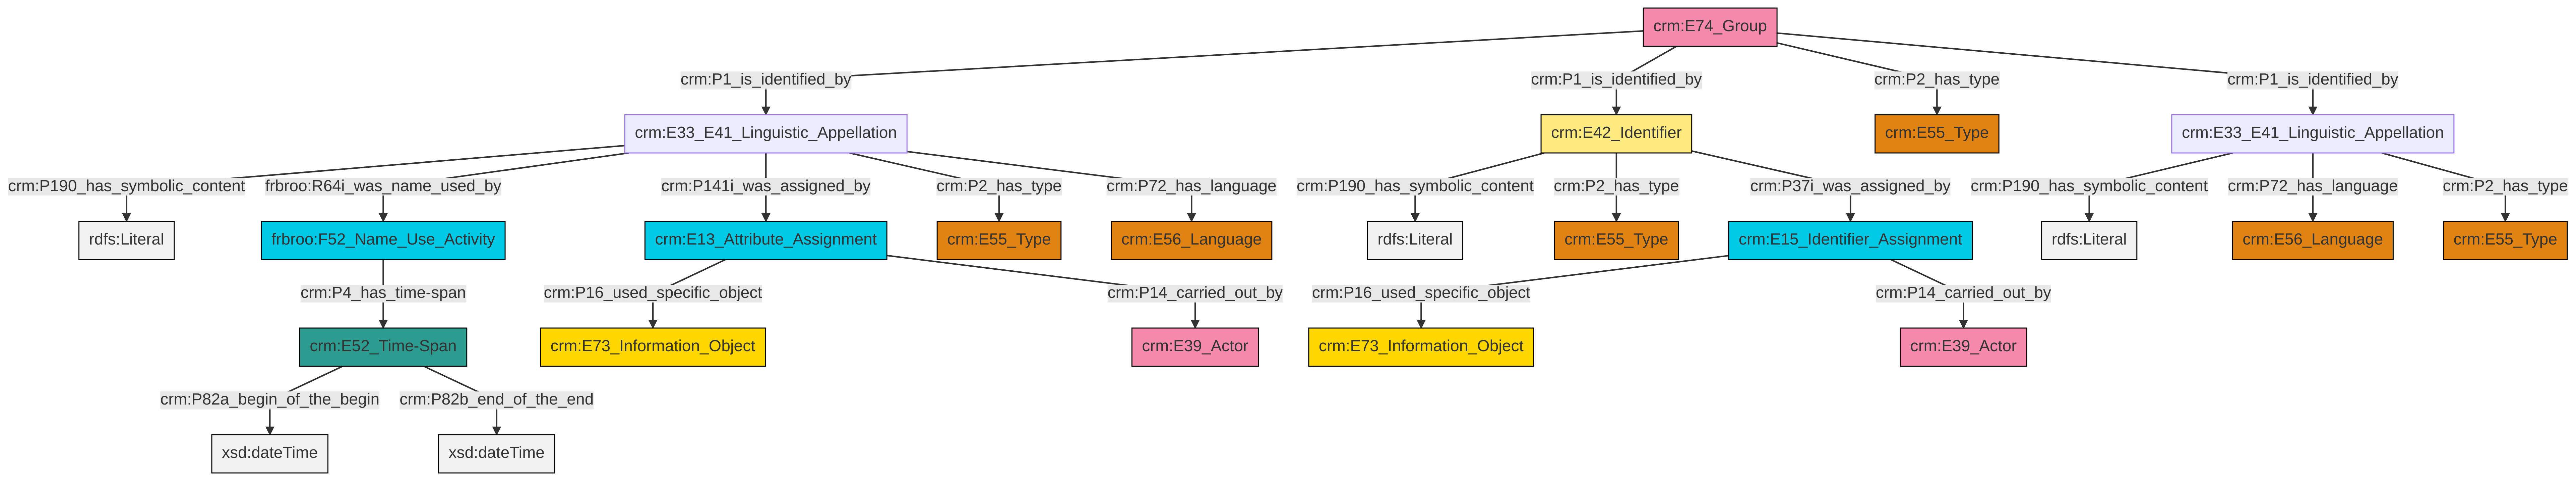 crm:E74_Group
crm:P1_is_identified_by
crm:P1_is_identified_by
crm:P2_has_type
crm:P1_is_identified_by
crm:E33_E41_Linguistic_Appellation
crm:E42_Identifier
crm:E55_Type
crm:E33_E41_Linguistic_Appellation
crm:P190_has_symbolic_content
frbroo:R64i_was_name_used_by
crm:P141i_was_assigned_by
crm:P2_has_type
crm:P72_has_language
crm:P190_has_symbolic_content
crm:P2_has_type
crm:P37i_was_assigned_by
crm:P190_has_symbolic_content
crm:P72_has_language
crm:P2_has_type
rdfs:Literal
frbroo:F52_Name_Use_Activity
crm:E13_Attribute_Assignment
crm:E55_Type
crm:E56_Language
rdfs:Literal
crm:E55_Type
crm:E15_Identifier_Assignment
rdfs:Literal
crm:E56_Language
crm:E55_Type
crm:P4_has_time-span
crm:P16_used_specific_object
crm:P14_carried_out_by
crm:P16_used_specific_object
crm:P14_carried_out_by
crm:E52_Time-Span
crm:E73_Information_Object
crm:E39_Actor
crm:E73_Information_Object
crm:E39_Actor
crm:P82a_begin_of_the_begin
crm:P82b_end_of_the_end
xsd:dateTime
xsd:dateTime